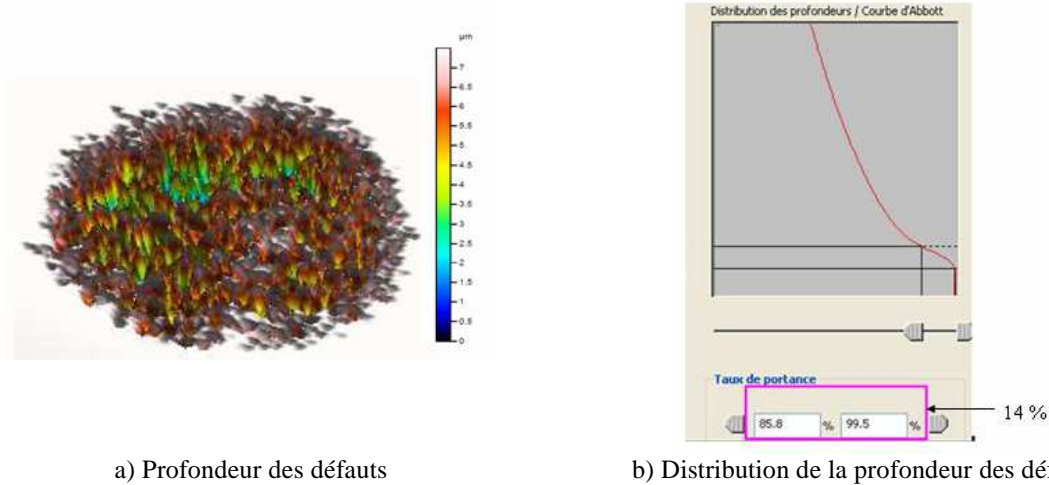 µm
7
6.5
6
5.5
5
4.5
4
3.5
3
2.5
2
1.5
1
0.5
0
Distribution des profondeurs / Courbe d'Abbott
Taux de portance
85.8 % 99.5 %
14 %
a) Profondeur des défauts
b) Distribution de la profondeur des